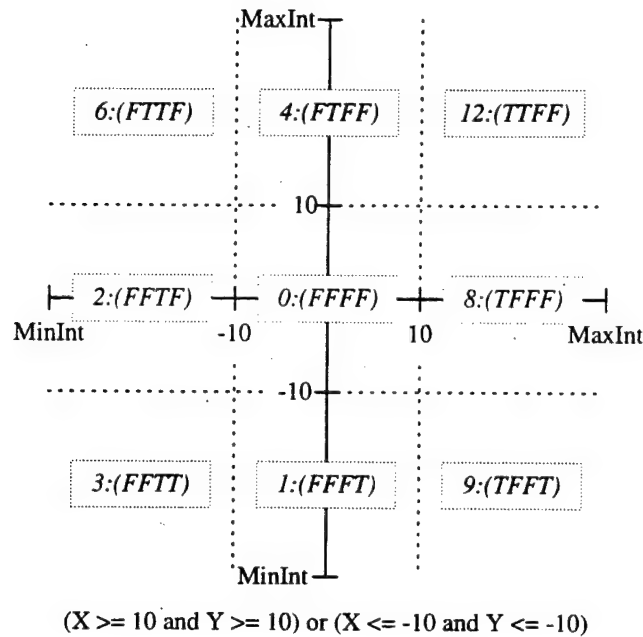 MaxInt
6:(FTTF) 4:(FTFF) 12:(TTFF)
10
2:(FFTF) 0:(FFFF) 8:(TFFF)
MinInt -10 10 MaxInt
-10
3:(FFTT) 1:(FFFT) 9:(TFFT)
MinInt
(X >= 10 and Y >= 10) or (X <= -10 and Y <= -10)